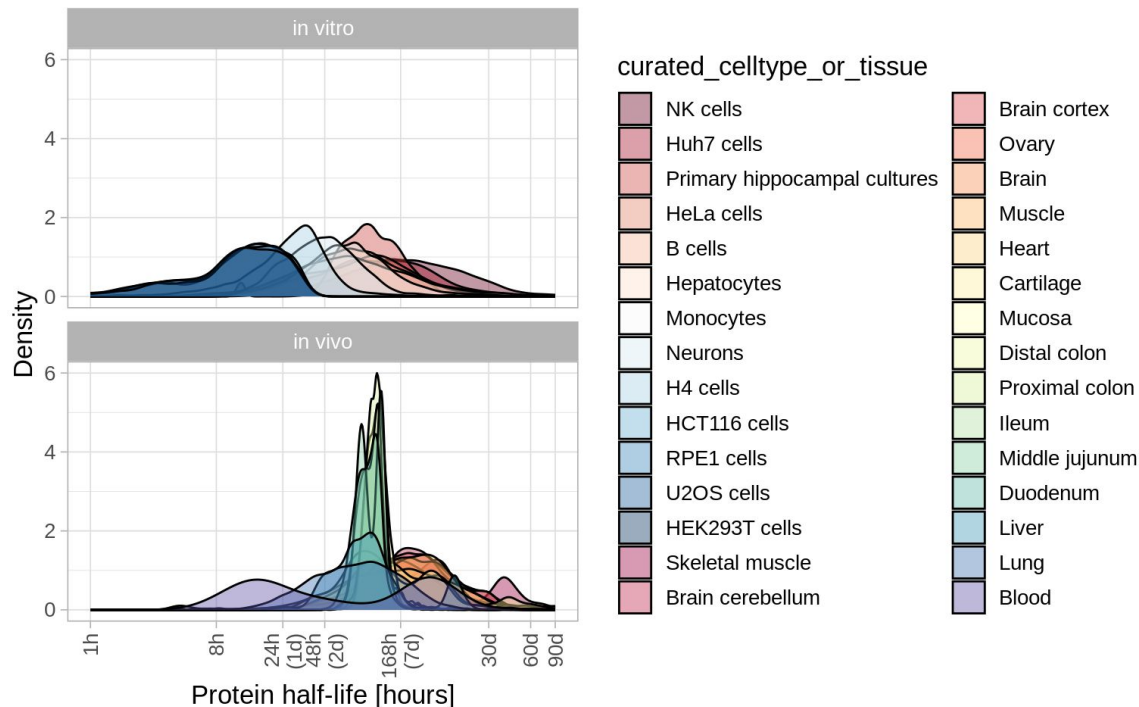 in vitro
6
4
2
0
in vivo
6
4
2
0
Density
1h
8h
24h
(1d)
48h
(2d)
168h
(7d)
30d
60d
90d
Protein half-life [hours]
curated_celltype_or_tissue
NK cells
Huh7 cells
Primary hippocampal cultures
HeLa cells
B cells
Hepatocytes
Monocytes
Neurons
H4 cells
HCT116 cells
RPE1 cells
U2OS cells
HEK293T cells
Skeletal muscle
Brain cerebellum
Brain cortex
Ovary
Brain
Muscle
Heart
Cartilage
Mucosa
Distal colon
Proximal colon
Ileum
Middle jujunum
Duodenum
Liver
Lung
Blood